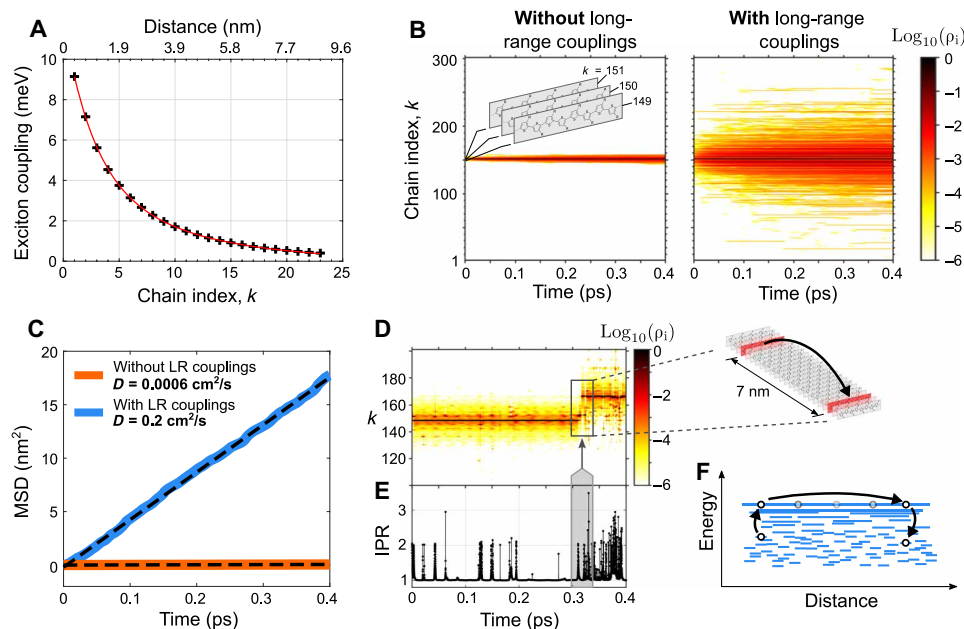 A
Distance (nm)
0 1.9 3.9 5.8 7.7 9.6
Exciton coupling (meV)
10
8
6
4
2
0
0 5 10 15 20 25
Chain index, k
B
Without long-
range couplings
With long-range
couplings
Log10(ρi)
Chain index, k
300
200
100
1
k = 151
150
149
0 0.1 0.2 0.3 0.4
Time (ps)
0 0.1 0.2 0.3 0.4
Time (ps)
0
−1
−2
−3
−4
−5
−6
C
MSD (nm²)
20
15
10
5
0
Without LR couplings
D = 0.0006 cm²/s
With LR couplings
D = 0.2 cm²/s
0 0.1 0.2 0.3 0.4
Time (ps)
D
Log10(ρi)
k
180
160
140
120
0
−2
−4
−6
7 nm
E
IPR
3
2
1
0 0.1 0.2 0.3 0.4
Time (ps)
F
Energy
Distance